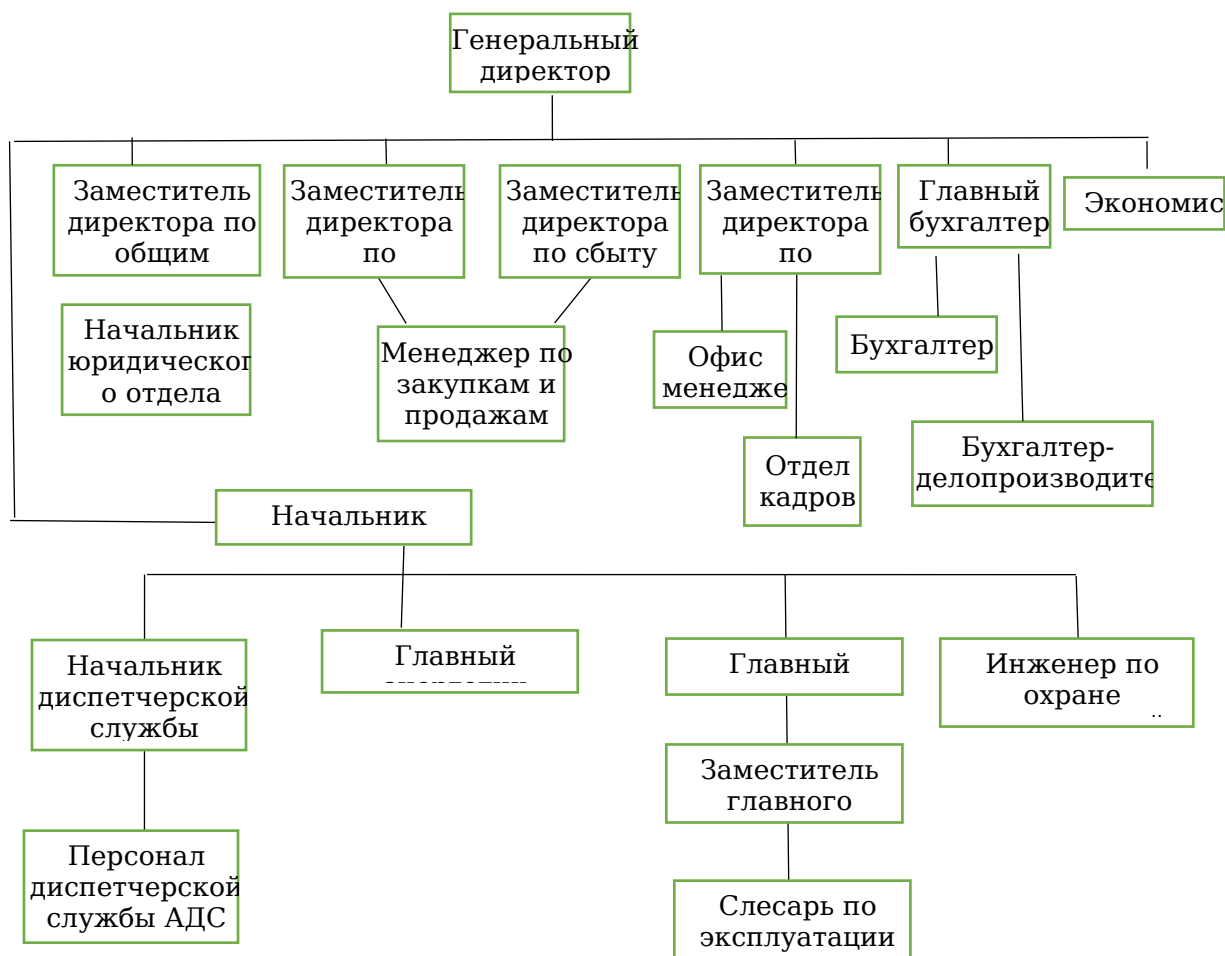 Генеральный
директор
Заместитель
директора по
общим
Заместитель
директора
по
Заместитель
директора
по сбыту
Заместитель
директора
по
Главный
бухгалтер
Экономис
Начальник
юридическог
о отдела
Менеджер по
закупкам и
продажам
Офис
менедже
Бухгалтер
Отдел
кадров
Бухгалтер-
делопроизводите
Начальник
Начальник
диспетчерской
службы
Главный
Главный
Инженер по
охране
Заместитель
главного
Персонал
диспетчерской
службы АДС
Слесарь по
эксплуатации